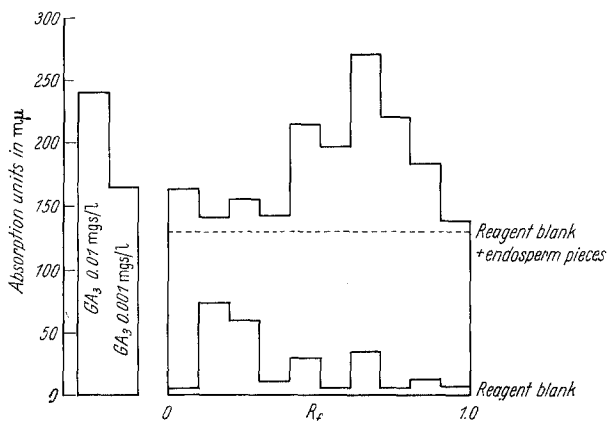 300
250
200
150
100
50
0
Absorption units in mµ
GA₃ 0.01 mgs/l
GA₃ 0.001 mgs/l
Reagent blank
+ endosperm pieces
Reagent blank
0
R_f
1.0